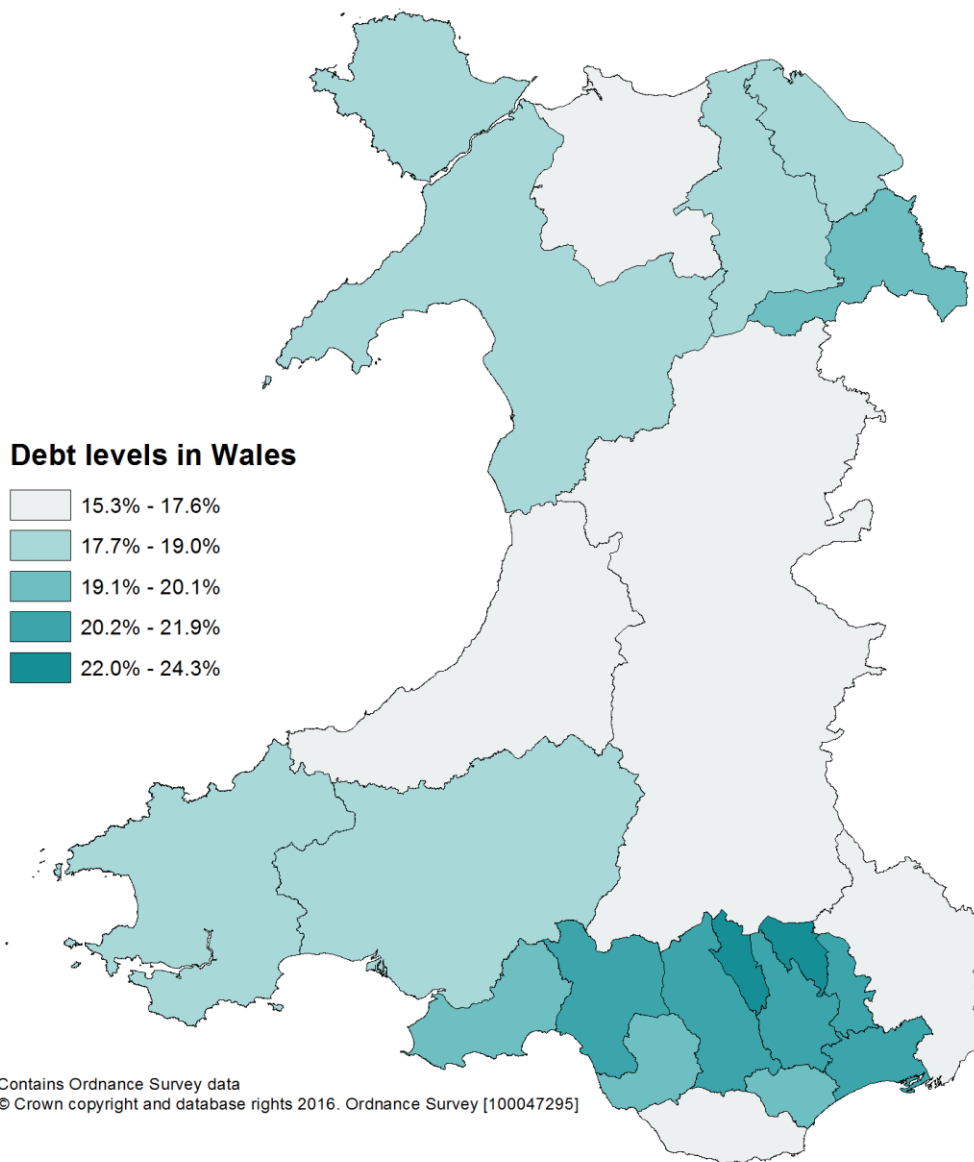 Debt levels in Wales
15.3% - 17.6%
17.7% - 19.0%
19.1% - 20.1%
20.2% - 21.9%
22.0% - 24.3%
Contains Ordnance Survey data
© Crown copyright and database rights 2016. Ordnance Survey [100047295]